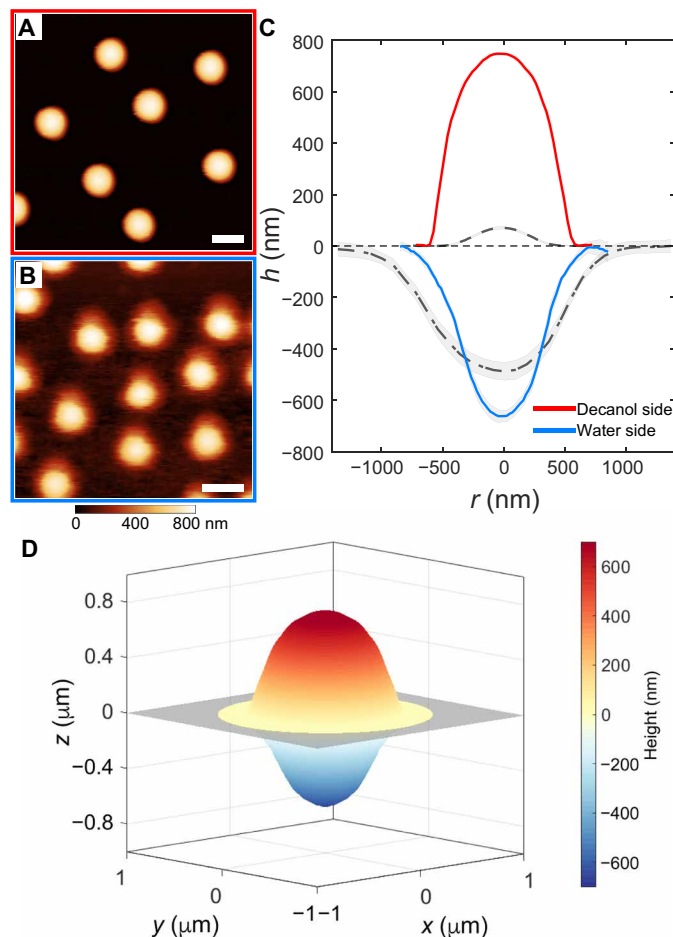 A
B
0 400 800 nm
C
800
600
400
200
0
−200
−400
−600
−800
h (nm)
−1000 −500 0 500 1000
r (nm)
Decanol side
Water side
D
0.8
0.4
0
−0.4
−0.8
z (μm)
1 0 −1
y (μm)
−1 0 1
x (μm)
600
400
200
0
−200
−400
−600
Height (nm)